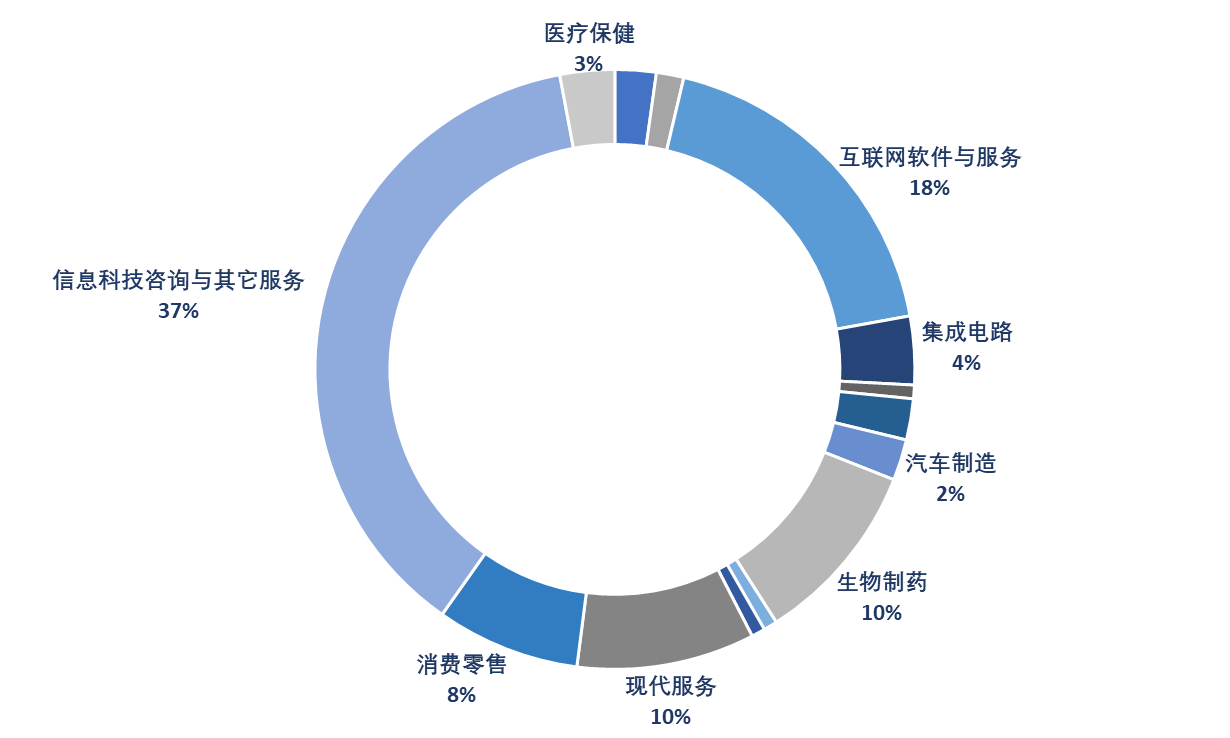 医疗保健
3%
互联网软件与服务
18%
信息科技咨询与其它服务
37%
集成电路
4%
汽车制造
2%
生物制药
10%
消费零售
8%
现代服务
10%